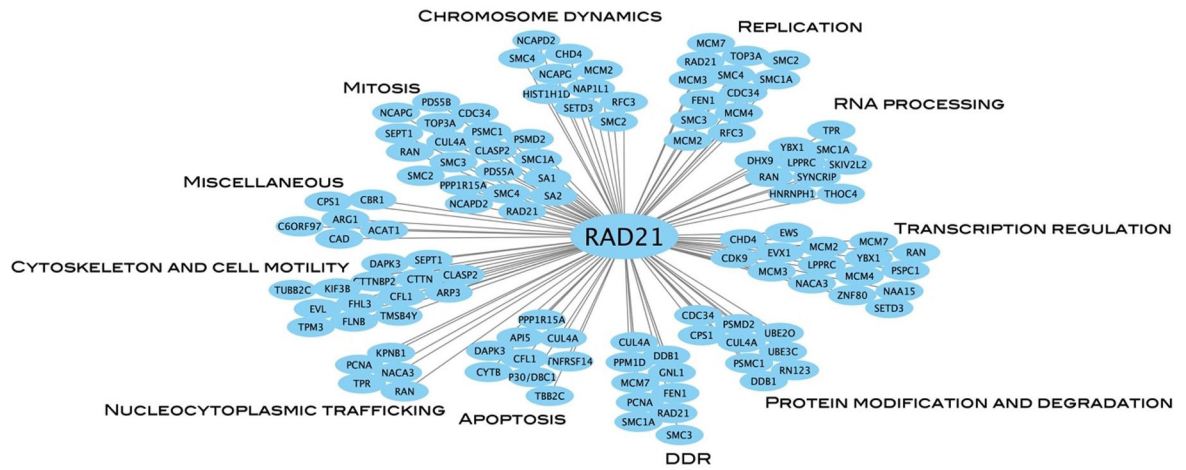 CHROMOSOME DYNAMICS
NCAPD2
SMC4
CHD4
NCAPG
MCM2
HIST1H1D
NAP1L1
SETD3
RFC3
SMC2
REPLICATION
MCM7
RAD21
TOP3A
SMC2
MCM3
SMC4
SMC1A
FEN1
CDC34
SMC3
MCM4
MCM2
RFC3
MITOSIS
NCAPG
PDS5B
CDC34
SEPT1
TOP3A
PSMC1
PSMD2
RAN
CUL4A
CLASP2
SMC1A
SMC3
SMC2
PDS5A
SA1
PPP1R15A
SMC4
SA2
NCAPD2
RAD21
RNA PROCESSING
TPR
YBX1
SMC1A
DHX9
LPPRC
SKIV2L2
RAN
SYNCRIP
HNRNPH1
THOC4
MISCELLANEOUS
CPS1
CBR1
C6ORF97
ARG1
ACAT1
CAD
RAD21
TRANSCRIPTION REGULATION
CHD4
EWS
MCM2
MCM7
RAN
CDK9
EVX1
YBX1
MCM3
LPPRC
PSPC1
NACA3
MCM4
NAA15
ZNF80
SETD3
CYTOSKELETON AND CELL MOTILITY
DAPK3
SEPT1
CLASP2
TUBB2C
KIF3B
CTTNBP2
CTTN
ARP3
EVL
FHL3
CFL1
TPM3
FLNB
TMSB4Y
NUCLEOCYTOPLASMIC TRAFFICKING
KPNB1
PCNA
NACA3
TPR
RAN
APOPTOSIS
PPP1R15A
API5
CUL4A
DAPK3
CFL1
TNFRSF14
CYTB
P30/DBC1
TBB2C
DDR
CUL4A
DDB1
PPM1D
GNL1
MCM7
FEN1
PCNA
RAD21
SMC1A
SMC3
PROTEIN MODIFICATION AND DEGRADATION
CDC34
PSMD2
UBE2O
CPS1
CUL4A
UBE3C
PSMC1
RN123
DDB1